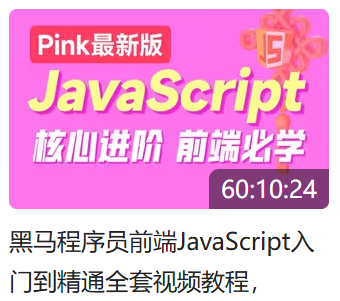 Pink最新版
JavaScript
核心进阶 前端必学
60:10:24
黑马程序员前端JavaScript入
门到精通全套视频教程，